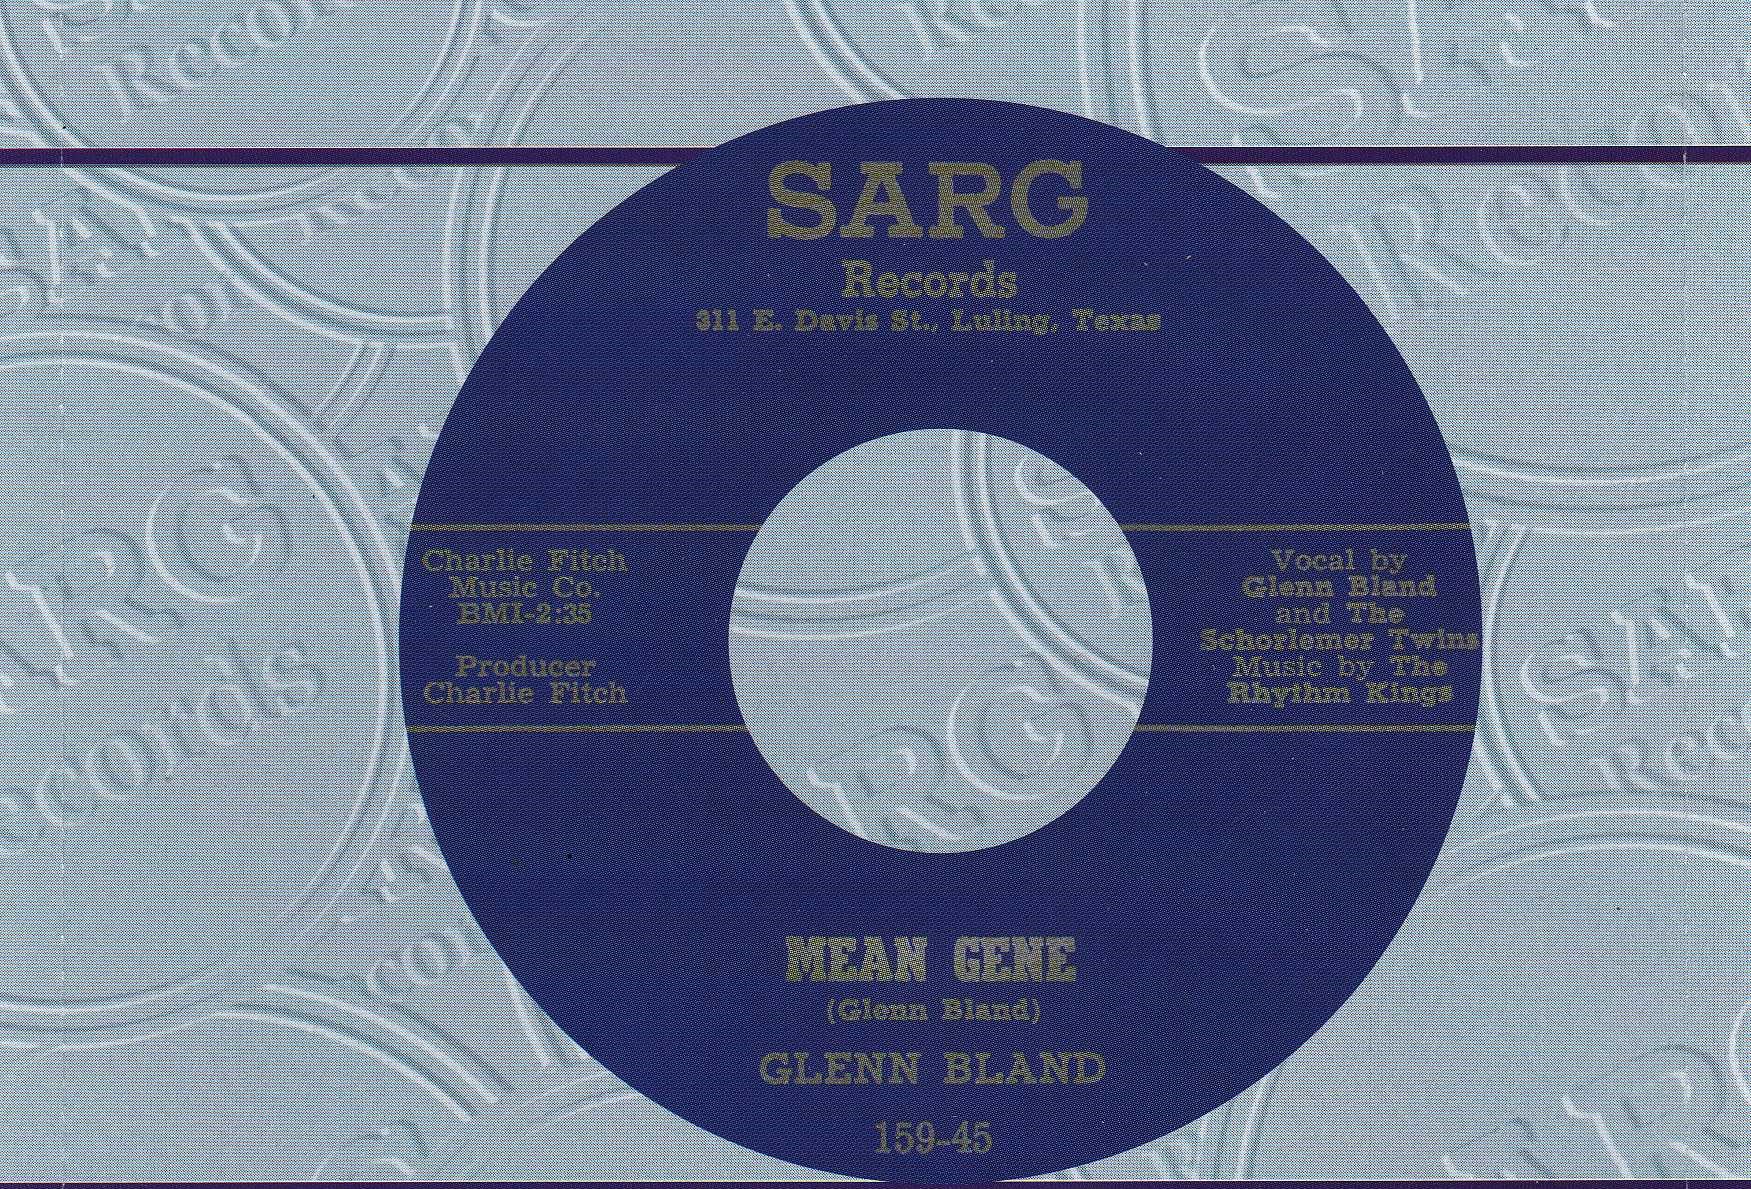 SARG
Records
311 E. Davis St., Luling, Texas
Charlie Fitch
Music Co.
BMI-2:35
Producer
Charlie Fitch
Vocal by
Glenn Bland
and The
Schorlemer Twins
Music by The
Rhythm Kings
MEAN GENE
(Glenn Bland)
GLENN BLAND
159-45